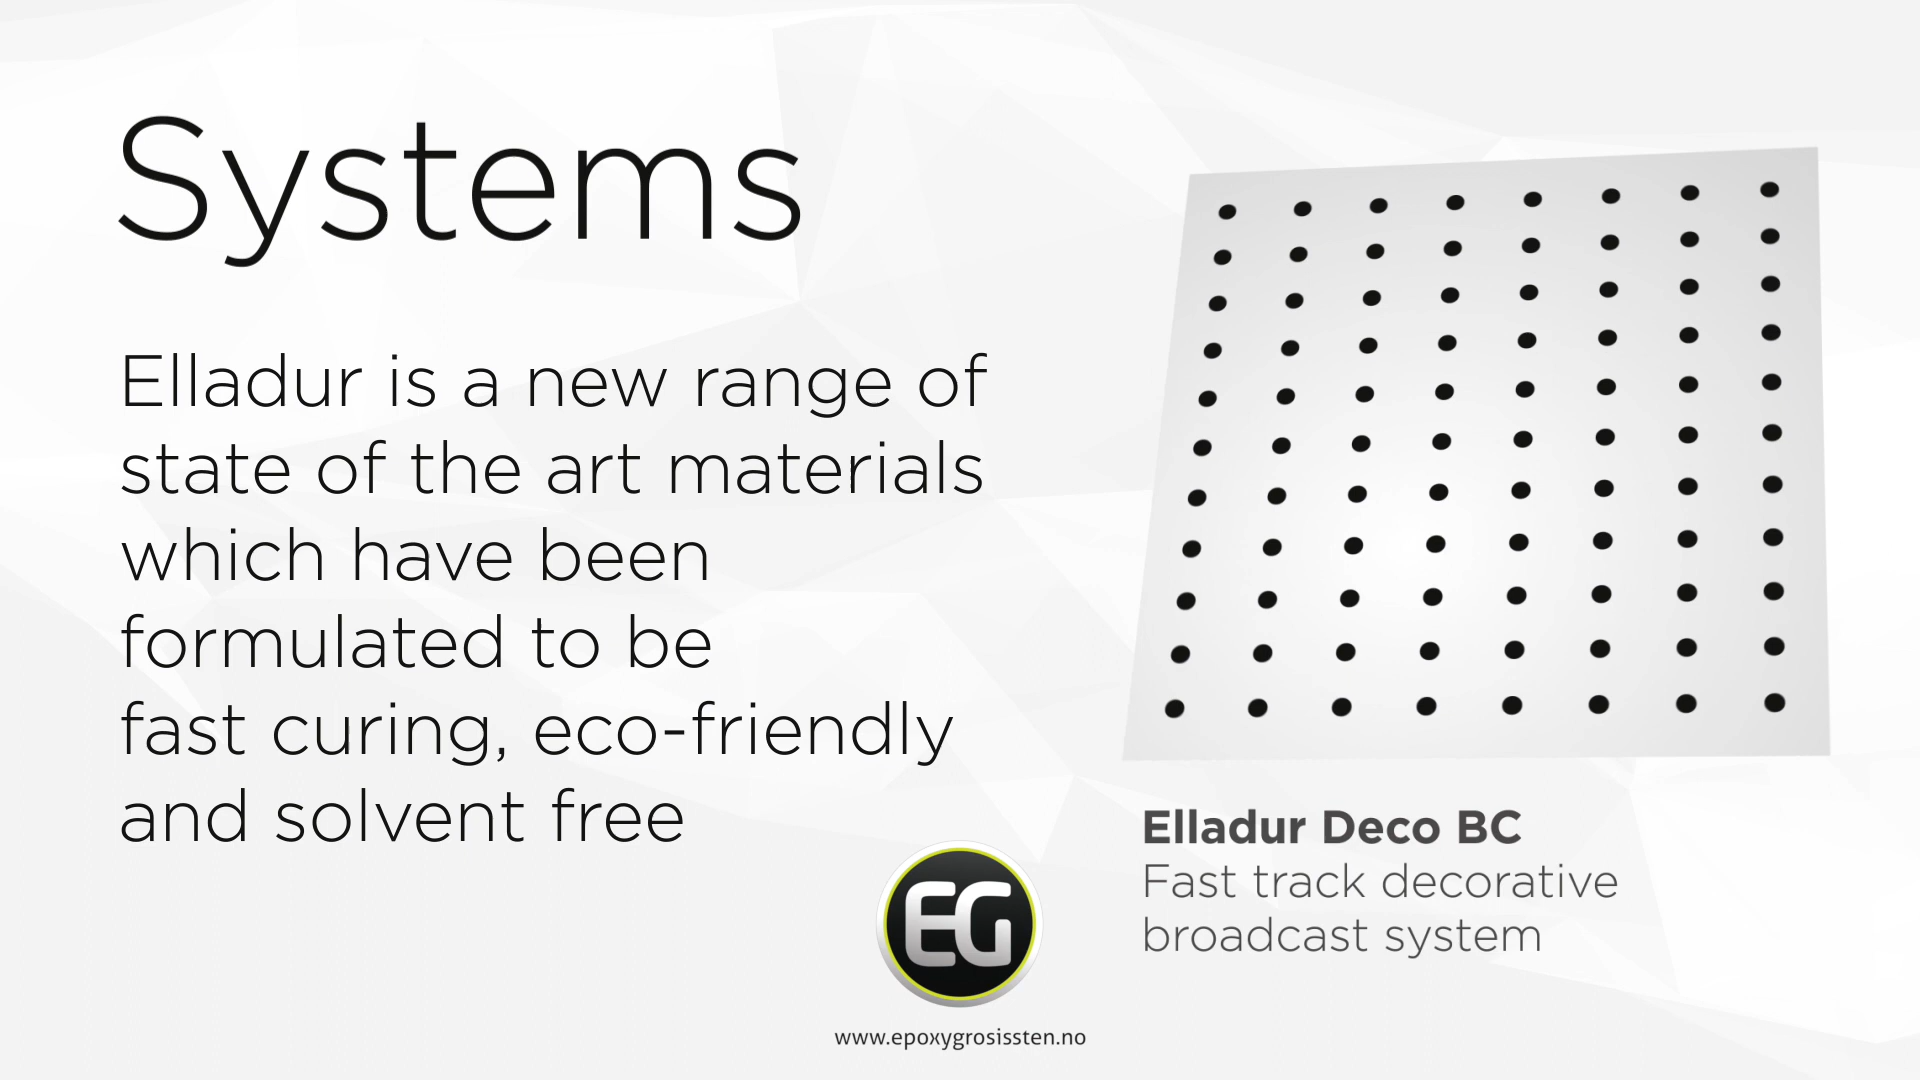 Systems
Elladur is a new range of
state of the art materials
which have been
formulated to be
fast curing, eco-friendly
and solvent free
Elladur Deco BC
Fast track decorative
broadcast system
EG
www.epoxygrosissten.no